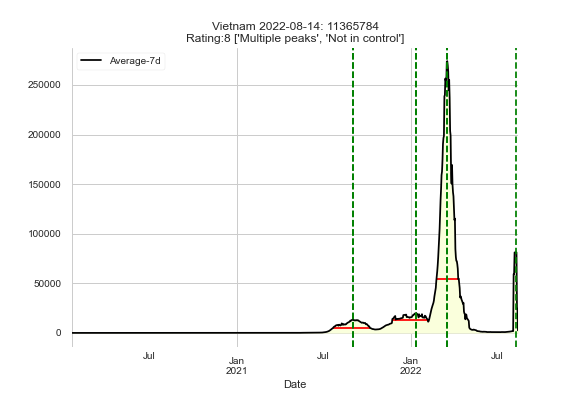 Vietnam 2022-08-14: 11365784
Rating:8 ['Multiple peaks', 'Not in control']
Average-7d
250000
200000
150000
100000
50000
0
Jul
Jan
2021
Jul
Jan
2022
Jul
Date